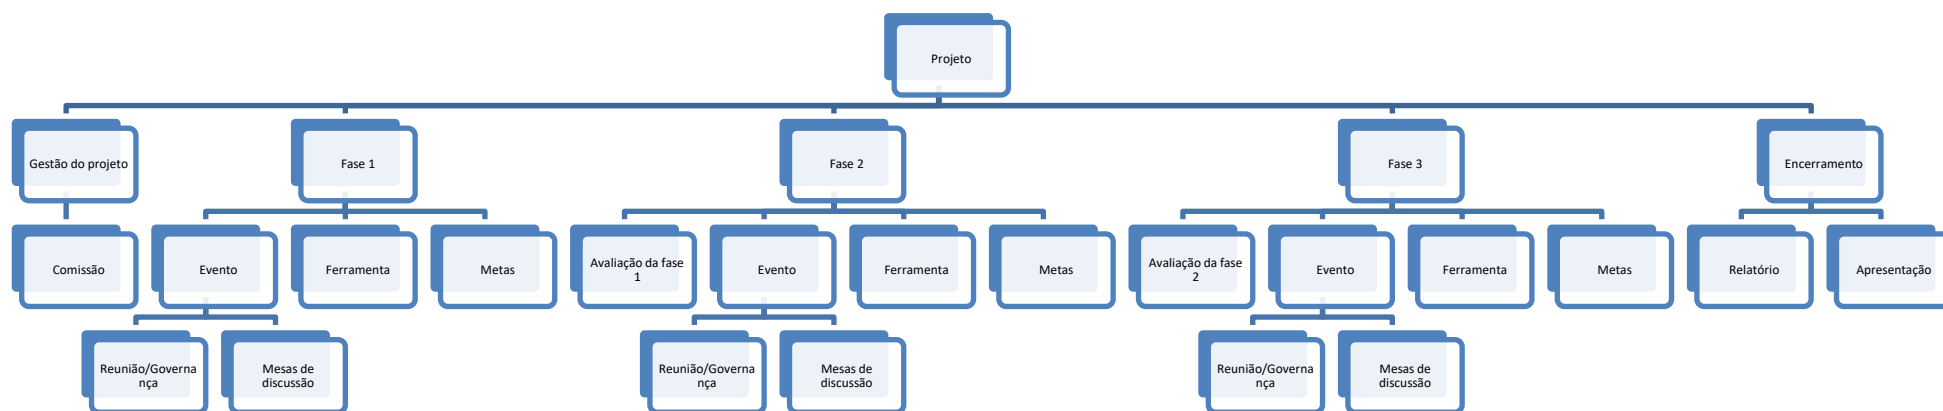 Projeto
Gestão do projeto
Fase 1
Fase 2
Fase 3
Encerramento
Comissão
Evento
Ferramenta
Metas
Avaliação da fase
1
Evento
Ferramenta
Metas
Avaliação da fase
2
Evento
Ferramenta
Metas
Relatório
Apresentação
Reunião/Governa
nça
Mesas de
discussão
Reunião/Governa
nça
Mesas de
discussão
Reunião/Governa
nça
Mesas de
discussão